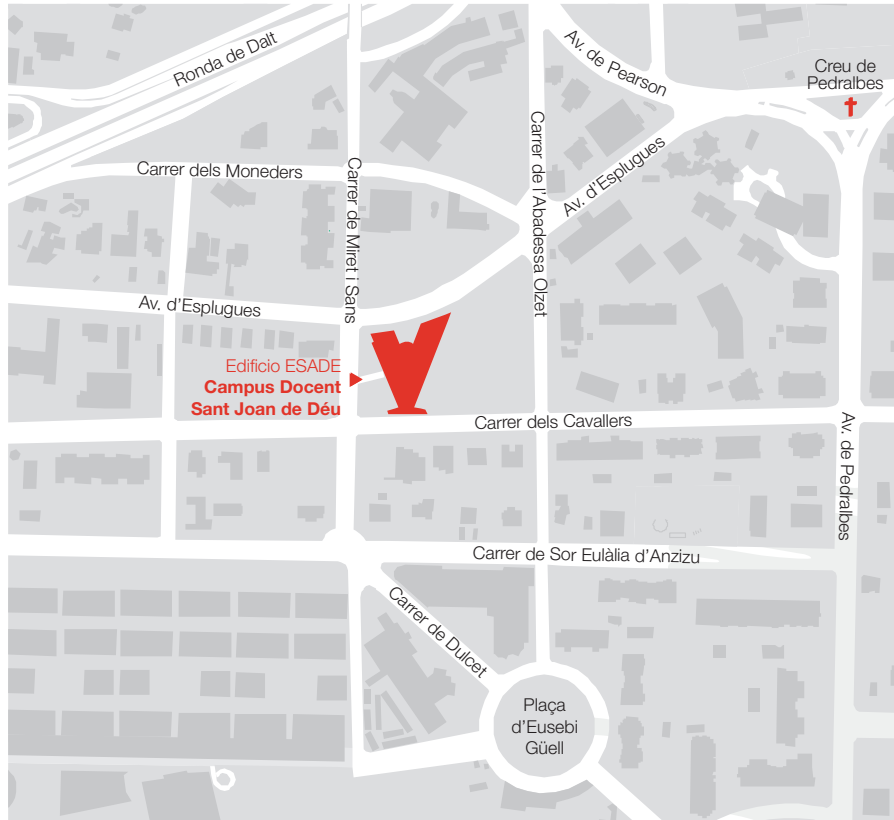 Ronda de Dalt
Av. de Pearson
Creu de
Pedralbes
Carrer dels Moneders
Carrer de Miret i Sans
Carrer de l'Abadessa Olzet
Av. d'Esplugues
Av. d'Esplugues
Edificio ESADE
Campus Docent
Sant Joan de Déu
Carrer dels Cavallers
Av. de Pedralbes
Carrer de Sor Eulàlia d'Anzizu
Carrer de Dulcet
Plaça
d'Eusebi
Güell